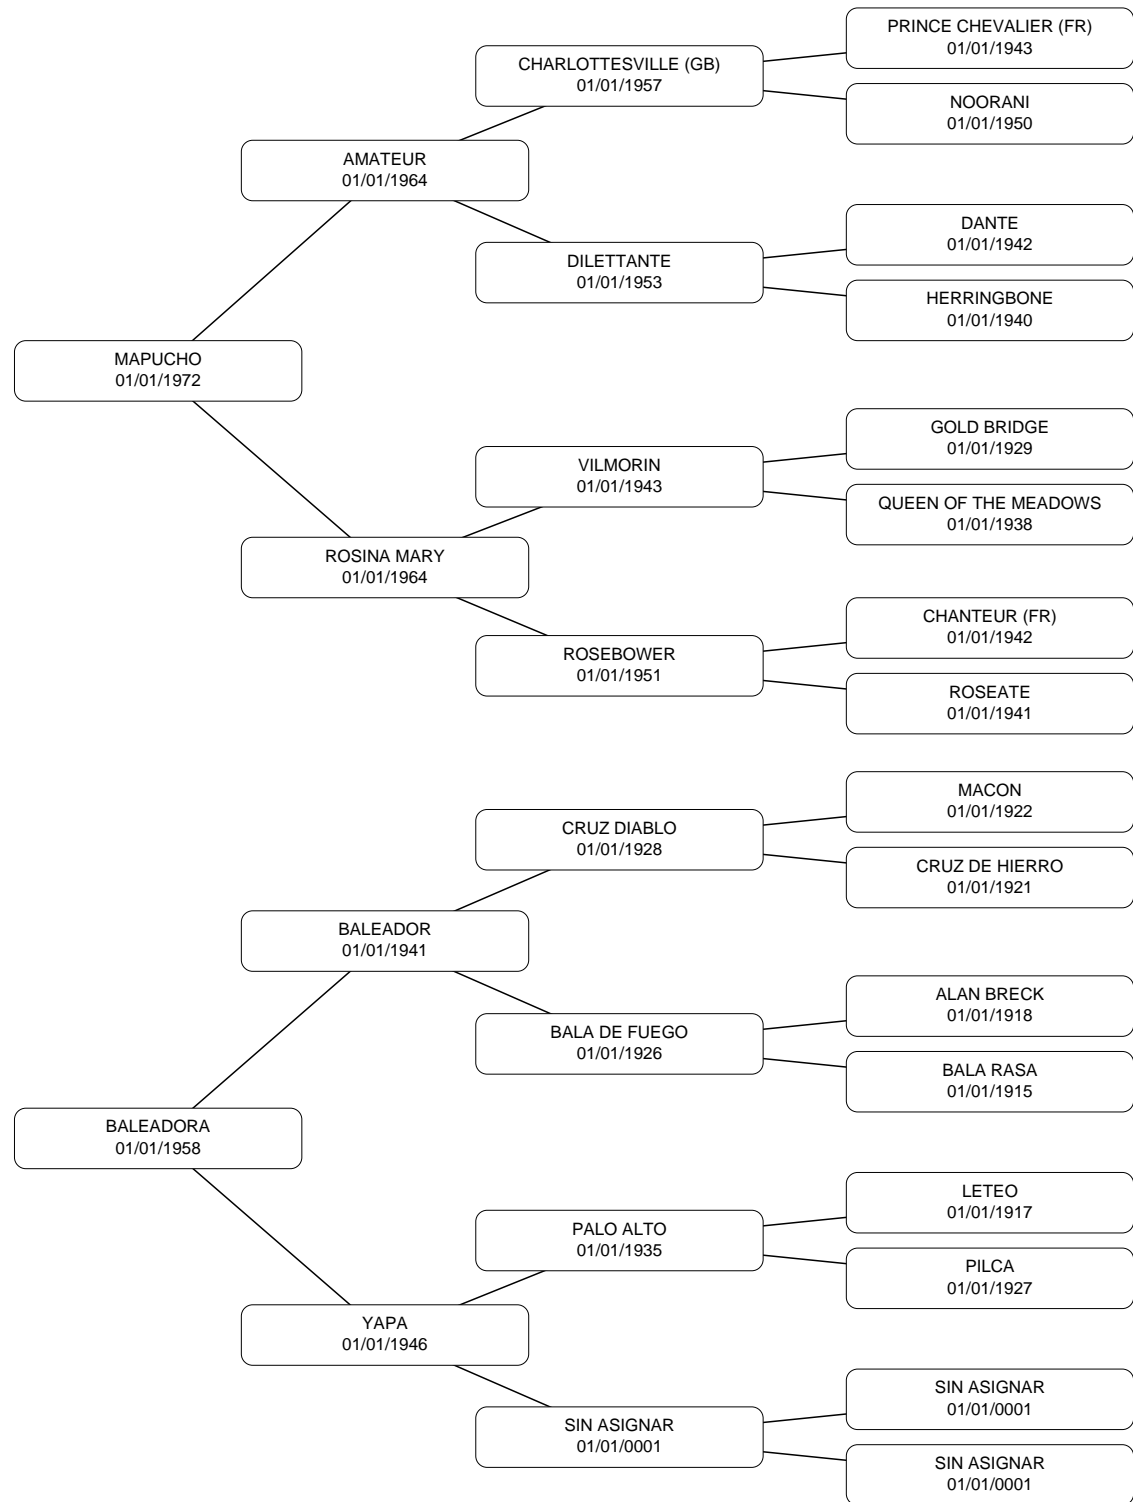 PRINCE CHEVALIER (FR)
01/01/1943
CHARLOTTESVILLE (GB)
01/01/1957
NOORANI
01/01/1950
AMATEUR
01/01/1964
DANTE
01/01/1942
DILETTANTE
01/01/1953
HERRINGBONE
01/01/1940
MAPUCHO
01/01/1972
GOLD BRIDGE
01/01/1929
VILMORIN
01/01/1943
QUEEN OF THE MEADOWS
01/01/1938
ROSINA MARY
01/01/1964
CHANTEUR (FR)
01/01/1942
ROSEBOWER
01/01/1951
ROSEATE
01/01/1941
MACON
01/01/1922
CRUZ DIABLO
01/01/1928
CRUZ DE HIERRO
01/01/1921
BALEADOR
01/01/1941
ALAN BRECK
01/01/1918
BALA DE FUEGO
01/01/1926
BALA RASA
01/01/1915
BALEADORA
01/01/1958
LETEO
01/01/1917
PALO ALTO
01/01/1935
PILCA
01/01/1927
YAPA
01/01/1946
SIN ASIGNAR
01/01/0001
SIN ASIGNAR
01/01/0001
SIN ASIGNAR
01/01/0001